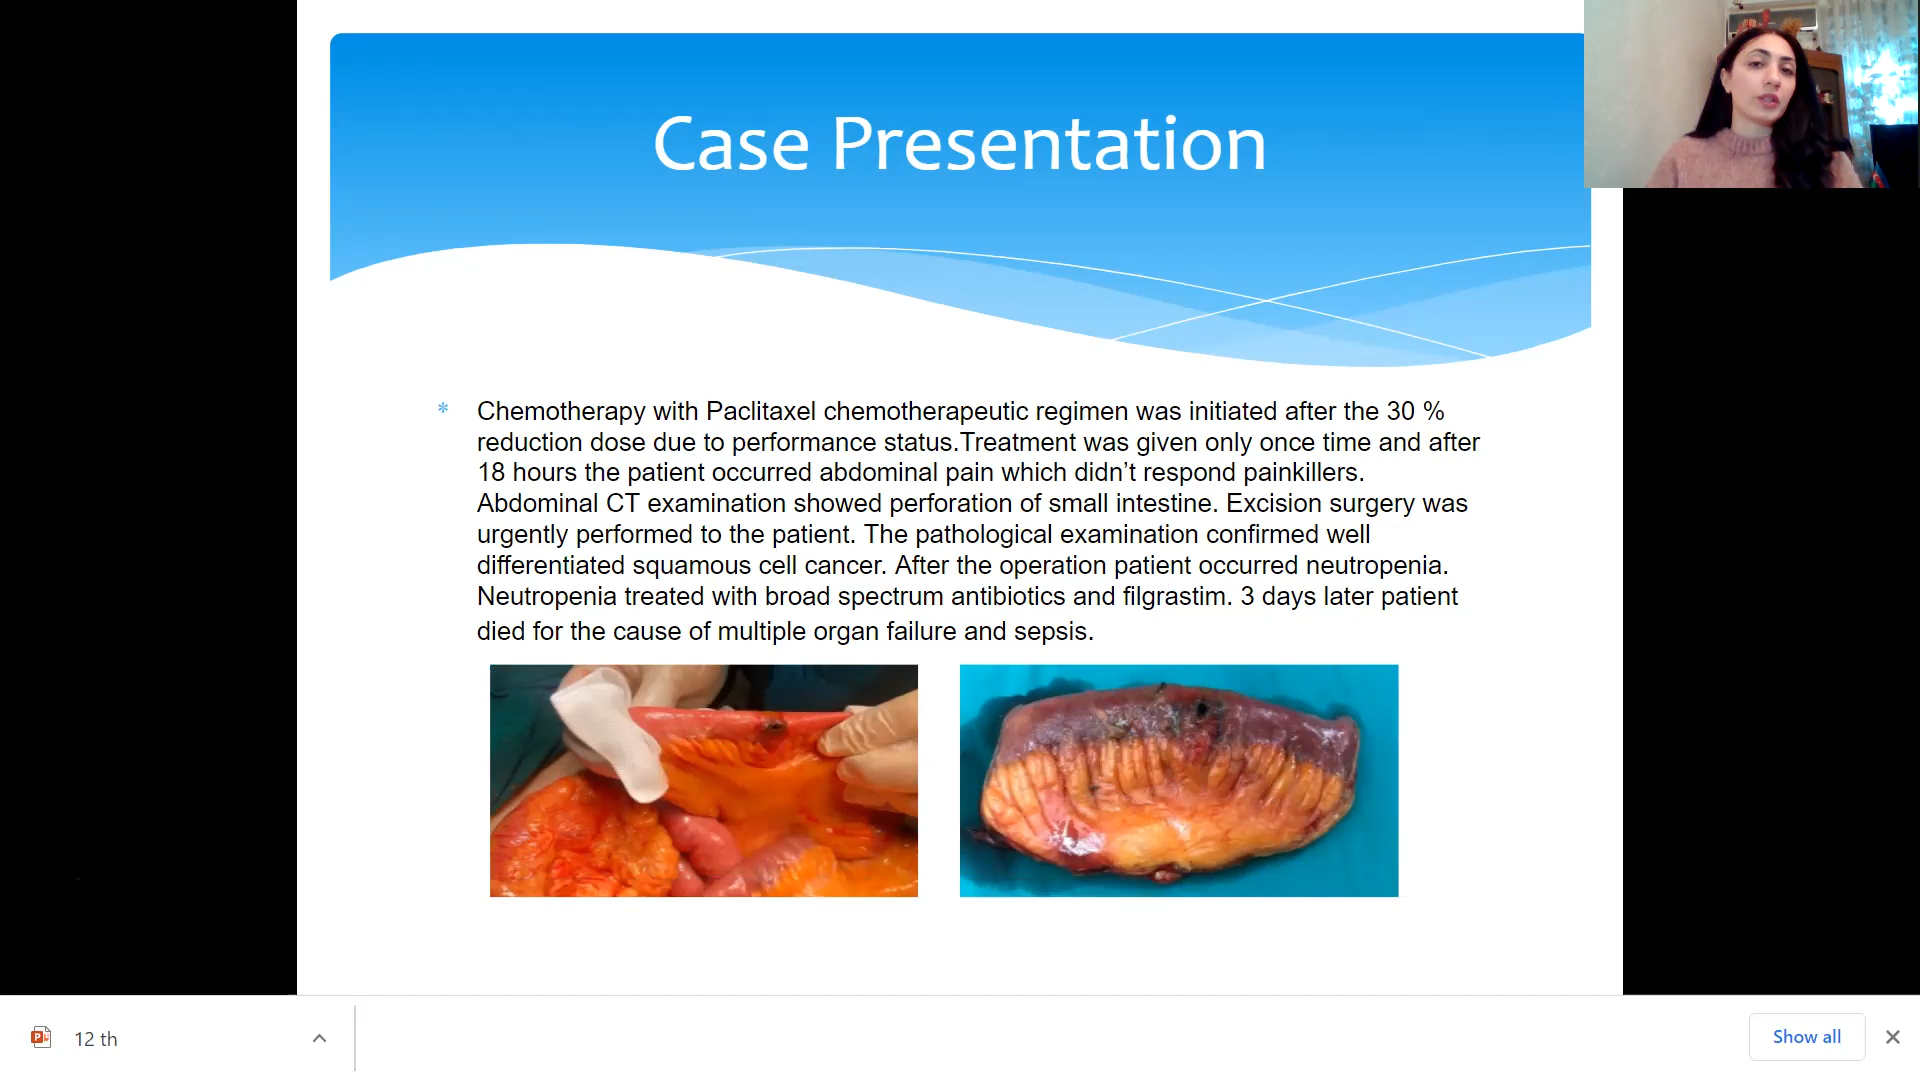 Case Presentation
* Chemotherapy with Paclitaxel chemotherapeutic regimen was initiated after the 30 %
reduction dose due to performance status.Treatment was given only once time and after
18 hours the patient occurred abdominal pain which didn’t respond painkillers.
Abdominal CT examination showed perforation of small intestine. Excision surgery was
urgently performed to the patient. The pathological examination confirmed well
differentiated squamous cell cancer. After the operation patient occurred neutropenia.
Neutropenia treated with broad spectrum antibiotics and filgrastim. 3 days later patient
died for the cause of multiple organ failure and sepsis.
12 th
Show all